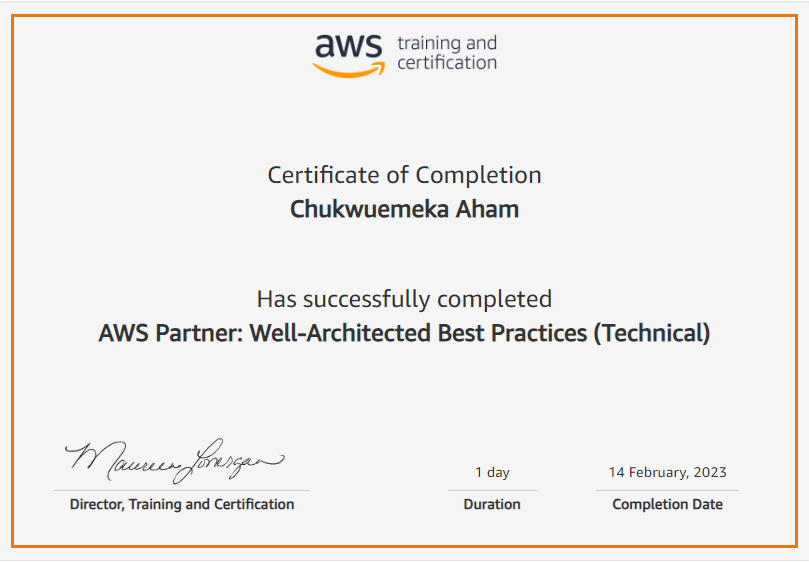 aws training and
certification
Certificate of Completion
Chukwuemeka Aham
Has successfully completed
AWS Partner: Well-Architected Best Practices (Technical)
Maureen Lonergan
1 day
14 February, 2023
Director, Training and Certification
Duration
Completion Date